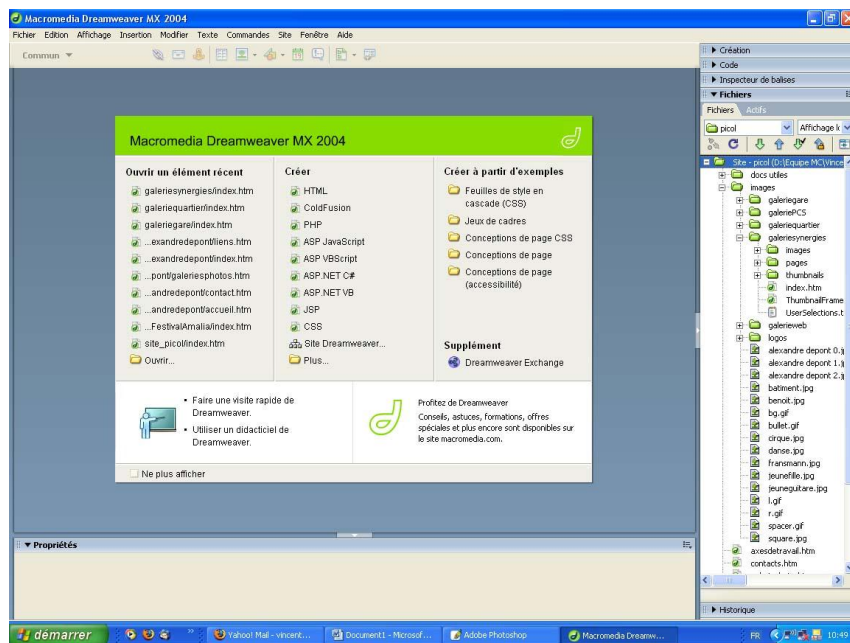 Macromedia Dreamweaver MX 2004
Fichier Edition Affichage Insertion Modifier Texte Commandes Site Fenêtre Aide
Commun
Macromedia Dreamweaver MX 2004
Ouvrir un élément récent
galeriesynergies/index.htm
galeriequartier/index.htm
galeriegare/index.htm
...exandredepont/liens.htm
...exandredepont/index.htm
...pont/galeriesphotos.htm
...andredepont/contact.htm
...andredepont/accueil.htm
...FestivalAmalia/index.htm
site_picol/index.htm
Ouvrir...
Créer
HTML
ColdFusion
PHP
ASP JavaScript
ASP VBScript
ASP.NET C#
ASP.NET VB
JSP
CSS
Site Dreamweaver...
Plus...
Créer à partir d'exemples
Feuilles de style en
cascade (CSS)
Jeux de cadres
Conceptions de page CSS
Conceptions de page
Conceptions de page
(accessibilité)
Supplément
Dreamweaver Exchange
Faire une visite rapide de
Dreamweaver.
Utiliser un didacticiel de
Dreamweaver.
Profitez de Dreamweaver
Conseils, astuces, formations, offres
spéciales et plus encore sont disponibles sur
le site macromedia.com.
Ne plus afficher
Propriétés
Création
Code
Inspecteur de balises
Fichiers
Fichiers Actifs
picol Affichage l
Site - picol (D:\Equipe MC\Vince
docs utiles
images
galeriegare
galeriePCS
galeriequartier
galeriesynergies
images
pages
thumbnails
index.htm
ThumbnailFrame
UserSelections.t
galerieweb
logos
alexandre depont 0.j
alexandre depont 1.j
alexandre depont 2.j
batiment.jpg
benoit.jpg
bg.gif
bullet.gif
cirque.jpg
danse.jpg
fransmann.jpg
jeunefille.jpg
jeuneguitare.jpg
l.gif
r.gif
spacer.gif
square.jpg
axesdetravail.htm
contacts.htm
Historique
démarrer
Yahoo! Mail - vincent...
Document1 - Microsof...
Adobe Photoshop
Macromedia Dreamw...
FR
10:49